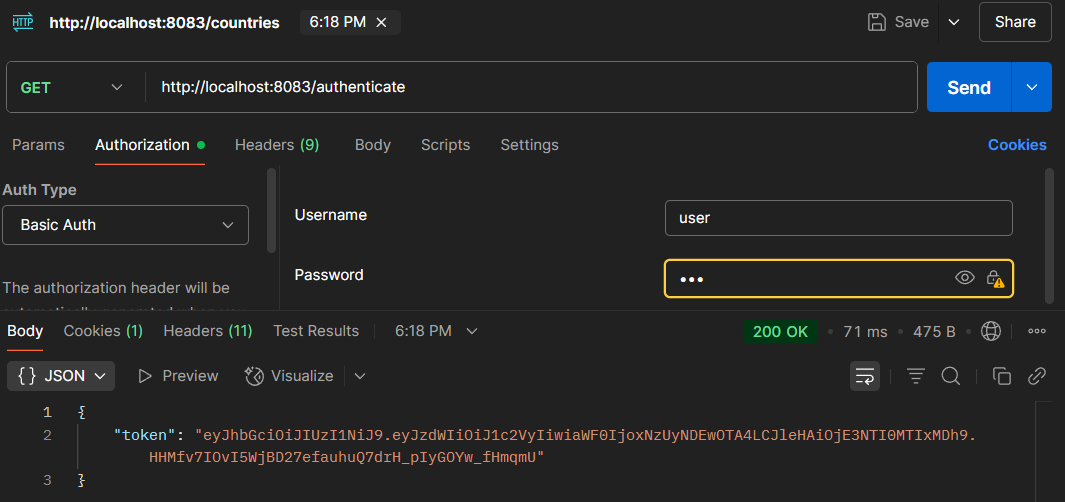 HTTP http://localhost:8083/countries 6:18 PM Save Share
GET http://localhost:8083/authenticate Send
Params Authorization Headers (9) Body Scripts Settings Cookies
Auth Type
Basic Auth
Username user
Password
The authorization header will be
Body Cookies (1) Headers (11) Test Results 6:18 PM 200 OK 71 ms 475 B
{} JSON Preview Visualize
1 {
2 "token": "eyJhbGciOiJIUzI1NiJ9.eyJzdWIiOiJ1c2VyIiwiaWF0IjoxNzUyNDEwOTA4LCJleHAiOjE3NTI0MTIxMDh9.
HHMfv7IOvI5WjBD27efauhuQ7drH_pIyGOYw_fHmqmU"
3 }